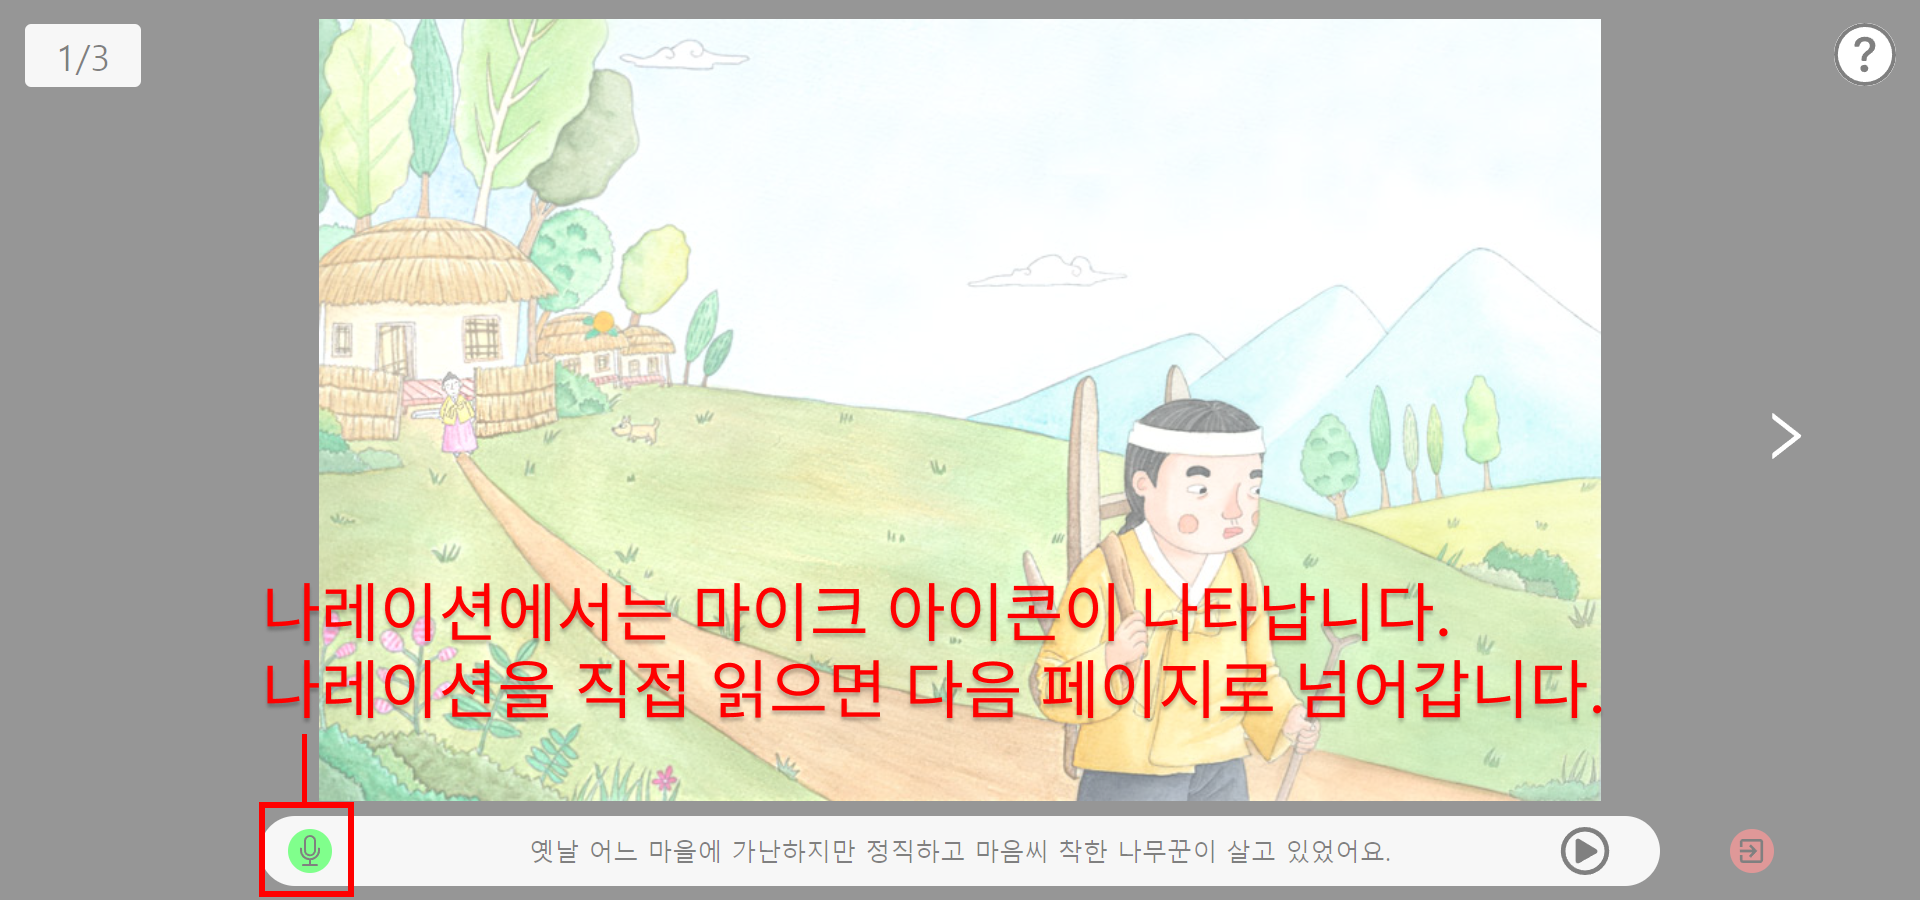 1/3
?
나레이션에서는 마이크 아이콘이 나타납니다.
나레이션을 직접 읽으면 다음 페이지로 넘어갑니다.
옛날 어느 마을에 가난하지만 정직하고 마음씨 착한 나무꾼이 살고 있었어요.